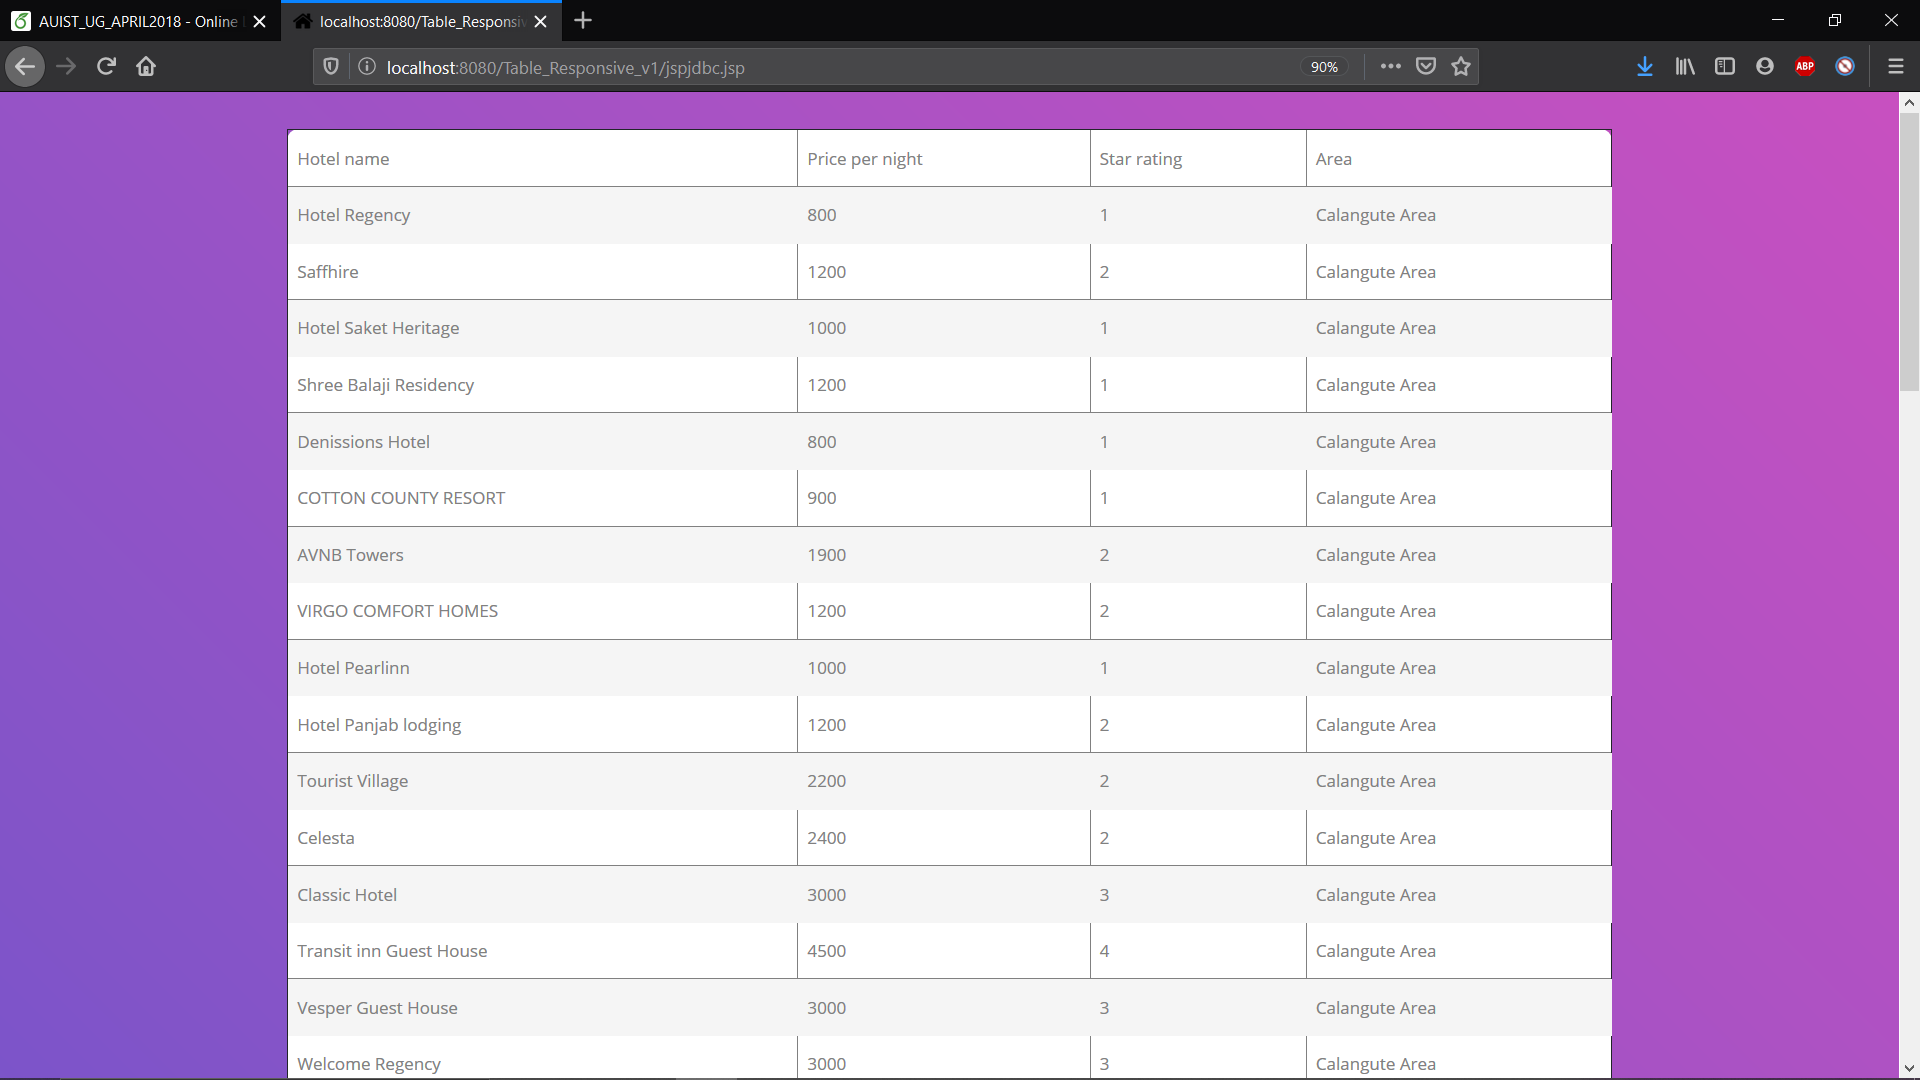 AUIST_UG_APRIL2018 - Online
localhost:8080/Table_Responsiv
localhost:8080/Table_Responsive_v1/jspjdbc.jsp
90%
ABP
Hotel name Price per night Star rating Area
Hotel Regency 800 1 Calangute Area
Saffhire 1200 2 Calangute Area
Hotel Saket Heritage 1000 1 Calangute Area
Shree Balaji Residency 1200 1 Calangute Area
Denissions Hotel 800 1 Calangute Area
COTTON COUNTY RESORT 900 1 Calangute Area
AVNB Towers 1900 2 Calangute Area
VIRGO COMFORT HOMES 1200 2 Calangute Area
Hotel Pearlinn 1000 1 Calangute Area
Hotel Panjab lodging 1200 2 Calangute Area
Tourist Village 2200 2 Calangute Area
Celesta 2400 2 Calangute Area
Classic Hotel 3000 3 Calangute Area
Transit inn Guest House 4500 4 Calangute Area
Vesper Guest House 3000 3 Calangute Area
Welcome Regency 3000 3 Calangute Area